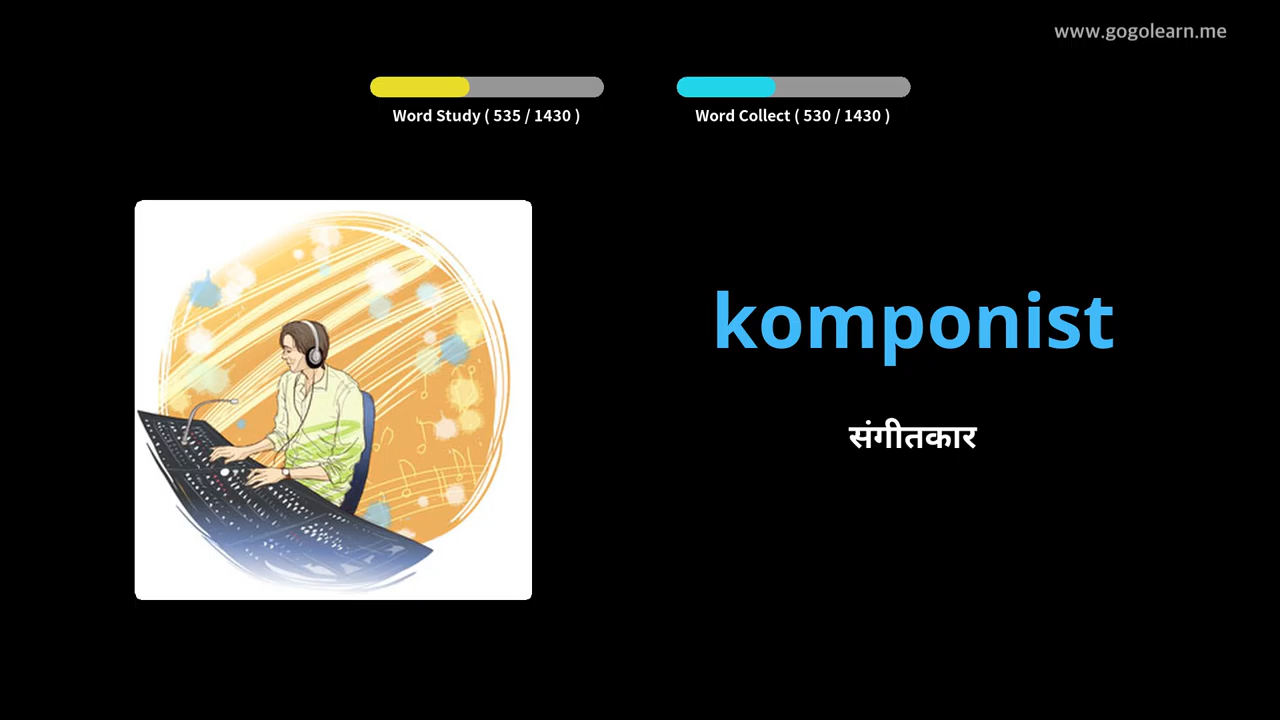 www.gogolearn.me
Word Study ( 535 / 1430 )
Word Collect ( 530 / 1430 )
komponist
संगीतकार